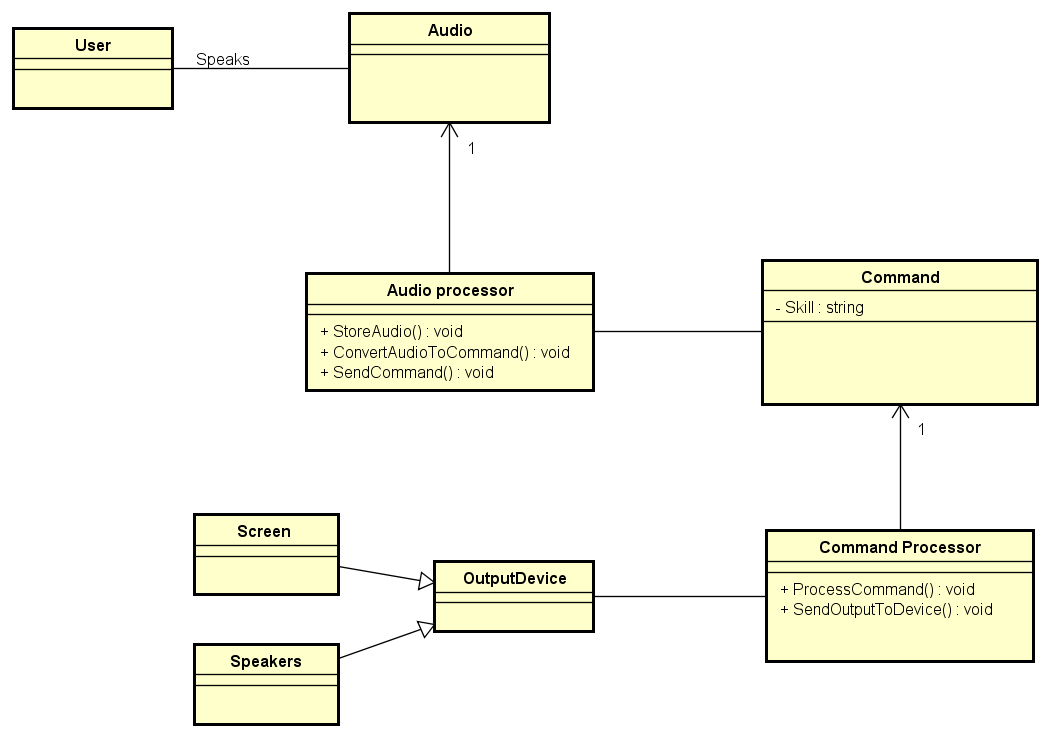 User
Speaks
Audio
1
Audio processor
+ StoreAudio() : void
+ ConvertAudioToCommand() : void
+ SendCommand() : void
Command
- Skill : string
1
Screen
OutputDevice
Speakers
Command Processor
+ ProcessCommand() : void
+ SendOutputToDevice() : void